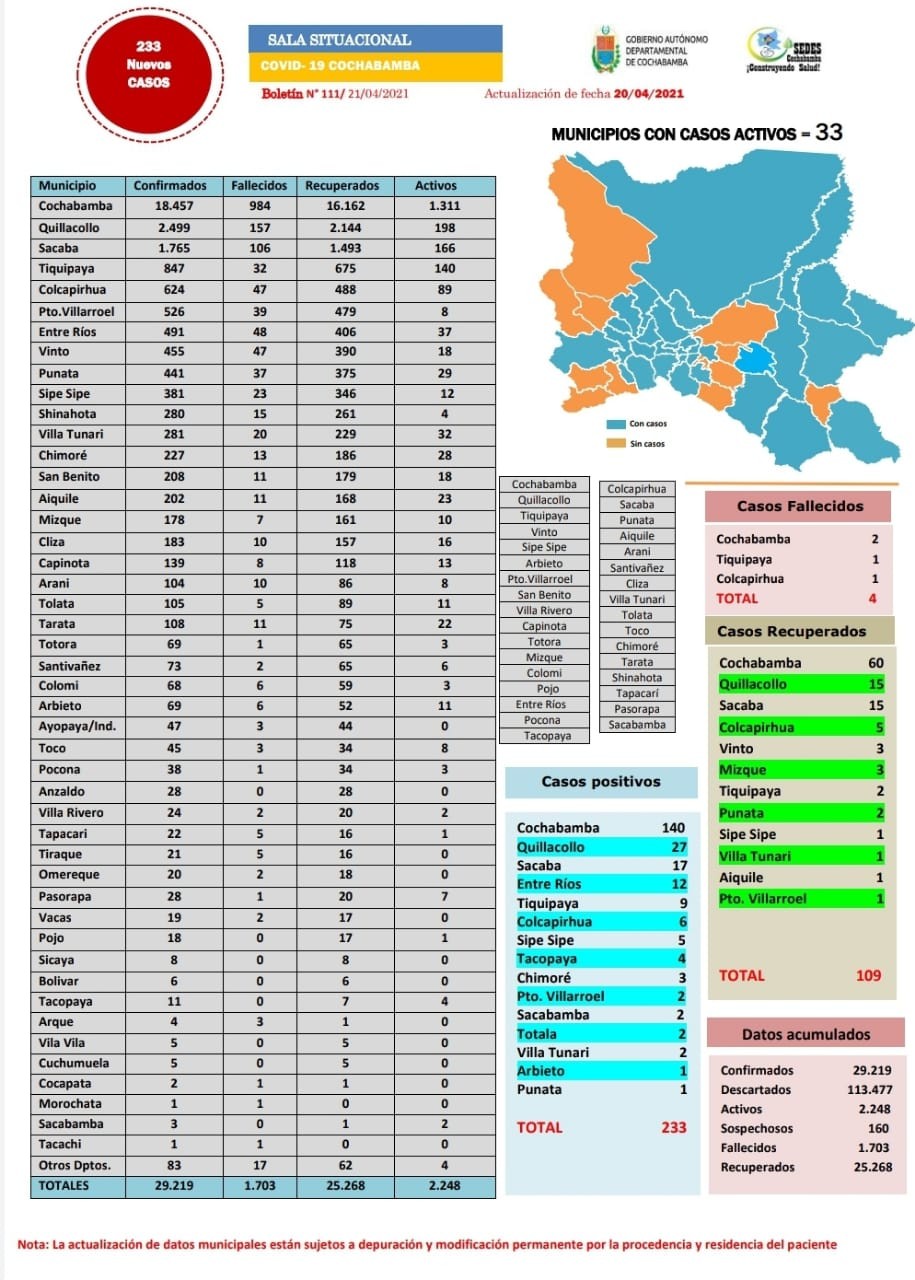 233
Nuevos
CASOS
SALA SITUACIONAL
COVID- 19 COCHABAMBA
Boletín N° 111/ 21/04/2021
Actualización de fecha 20/04/2021
GOBIERNO AUTÓNOMO
DEPARTAMENTAL
DE COCHABAMBA
SEDES
Cochabamba
¡Construyendo Salud!
MUNICIPIOS CON CASOS ACTIVOS = 33
Municipio Confirmados Fallecidos Recuperados Activos
Cochabamba 18.457 984 16.162 1.311
Quillacollo 2.499 157 2.144 198
Sacaba 1.765 106 1.493 166
Tiquipaya 847 32 675 140
Colcapirhua 624 47 488 89
Pto.Villarroel 526 39 479 8
Entre Ríos 491 48 406 37
Vinto 455 47 390 18
Punata 441 37 375 29
Sipe Sipe 381 23 346 12
Shinahota 280 15 261 4
Villa Tunari 281 20 229 32
Chimoré 227 13 186 28
San Benito 208 11 179 18
Aiquile 202 11 168 23
Mizque 178 7 161 10
Cliza 183 10 157 16
Capinota 139 8 118 13
Arani 104 10 86 8
Tolata 105 5 89 11
Tarata 108 11 75 22
Totora 69 1 65 3
Santivañez 73 2 65 6
Colomi 68 6 59 3
Arbieto 69 6 52 11
Ayopaya/Ind. 47 3 44 0
Toco 45 3 34 8
Pocona 38 1 34 3
Anzaldo 28 0 28 0
Villa Rivero 24 2 20 2
Tapacari 22 5 16 1
Tiraque 21 5 16 0
Omereque 20 2 18 0
Pasorapa 28 1 20 7
Vacas 19 2 17 0
Pojo 18 0 17 1
Sicaya 8 0 8 0
Bolivar 6 0 6 0
Tacopaya 11 0 7 4
Arque 4 3 1 0
Vila Vila 5 0 5 0
Cuchumuela 5 0 5 0
Cocapata 2 1 1 0
Morochata 1 1 0 0
Sacabamba 3 0 1 2
Tacachi 1 1 0 0
Otros Dptos. 83 17 62 4
TOTALES 29.219 1.703 25.268 2.248
Con casos
Sin casos
Cochabamba
Quillacollo
Tiquipaya
Vinto
Sipe Sipe
Arbieto
Pto.Villarroel
San Benito
Villa Rivero
Capinota
Totora
Mizque
Colomi
Pojo
Entre Ríos
Pocona
Tacopaya
Colcapirhua
Sacaba
Punata
Aiquile
Arani
Santivañez
Cliza
Villa Tunari
Tolata
Toco
Chimoré
Tarata
Shinahota
Tapacarí
Pasorapa
Sacabamba
Casos positivos
Cochabamba 140
Quillacollo 27
Sacaba 17
Entre Ríos 12
Tiquipaya 9
Colcapirhua 6
Sipe Sipe 5
Tacopaya 4
Chimoré 3
Pto. Villarroel 2
Sacabamba 2
Totala 2
Villa Tunari 2
Arbieto 1
Punata 1
TOTAL 233
Casos Fallecidos
Cochabamba 2
Tiquipaya 1
Colcapirhua 1
TOTAL 4
Casos Recuperados
Cochabamba 60
Quillacollo 15
Sacaba 15
Colcapirhua 5
Vinto 3
Mizque 3
Tiquipaya 2
Punata 2
Sipe Sipe 1
Villa Tunari 1
Aiquile 1
Pto. Villarroel 1
TOTAL 109
Datos acumulados
Confirmados 29.219
Descartados 113.477
Activos 2.248
Sospechosos 160
Fallecidos 1.703
Recuperados 25.268
Nota: La actualización de datos municipales están sujetos a depuración y modificación permanente por la procedencia y residencia del paciente